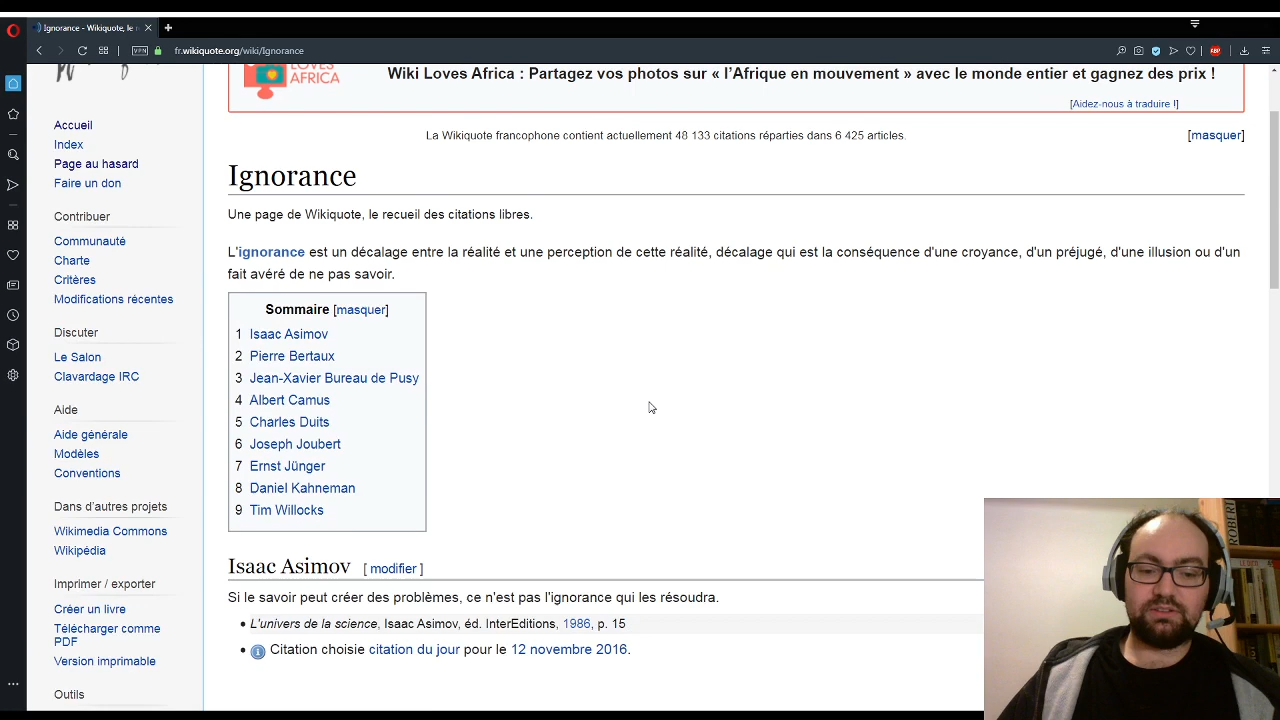 Ignorance - Wikiquote, le r
VPN
fr.wikiquote.org/wiki/Ignorance
ABP
LOVES
AFRICA
Wiki Loves Africa : Partagez vos photos sur « l’Afrique en mouvement » avec le monde entier et gagnez des prix !
[Aidez-nous à traduire !]
La Wikiquote francophone contient actuellement 48 133 citations réparties dans 6 425 articles.
[masquer]
Accueil
Index
Page au hasard
Faire un don
Contribuer
Communauté
Charte
Critères
Modifications récentes
Discuter
Le Salon
Clavardage IRC
Aide
Aide générale
Modèles
Conventions
Dans d’autres projets
Wikimedia Commons
Wikipédia
Imprimer / exporter
Créer un livre
Télécharger comme
PDF
Version imprimable
Outils
Ignorance
Une page de Wikiquote, le recueil des citations libres.
L'ignorance est un décalage entre la réalité et une perception de cette réalité, décalage qui est la conséquence d'une croyance, d'un préjugé, d'une illusion ou d'un
fait avéré de ne pas savoir.
Sommaire [masquer]
1 Isaac Asimov
2 Pierre Bertaux
3 Jean-Xavier Bureau de Pusy
4 Albert Camus
5 Charles Duits
6 Joseph Joubert
7 Ernst Jünger
8 Daniel Kahneman
9 Tim Willocks
Isaac Asimov [ modifier ]
Si le savoir peut créer des problèmes, ce n'est pas l'ignorance qui les résoudra.
• L'univers de la science, Isaac Asimov, éd. InterEditions, 1986, p. 15
• Citation choisie citation du jour pour le 12 novembre 2016.
ROBERT